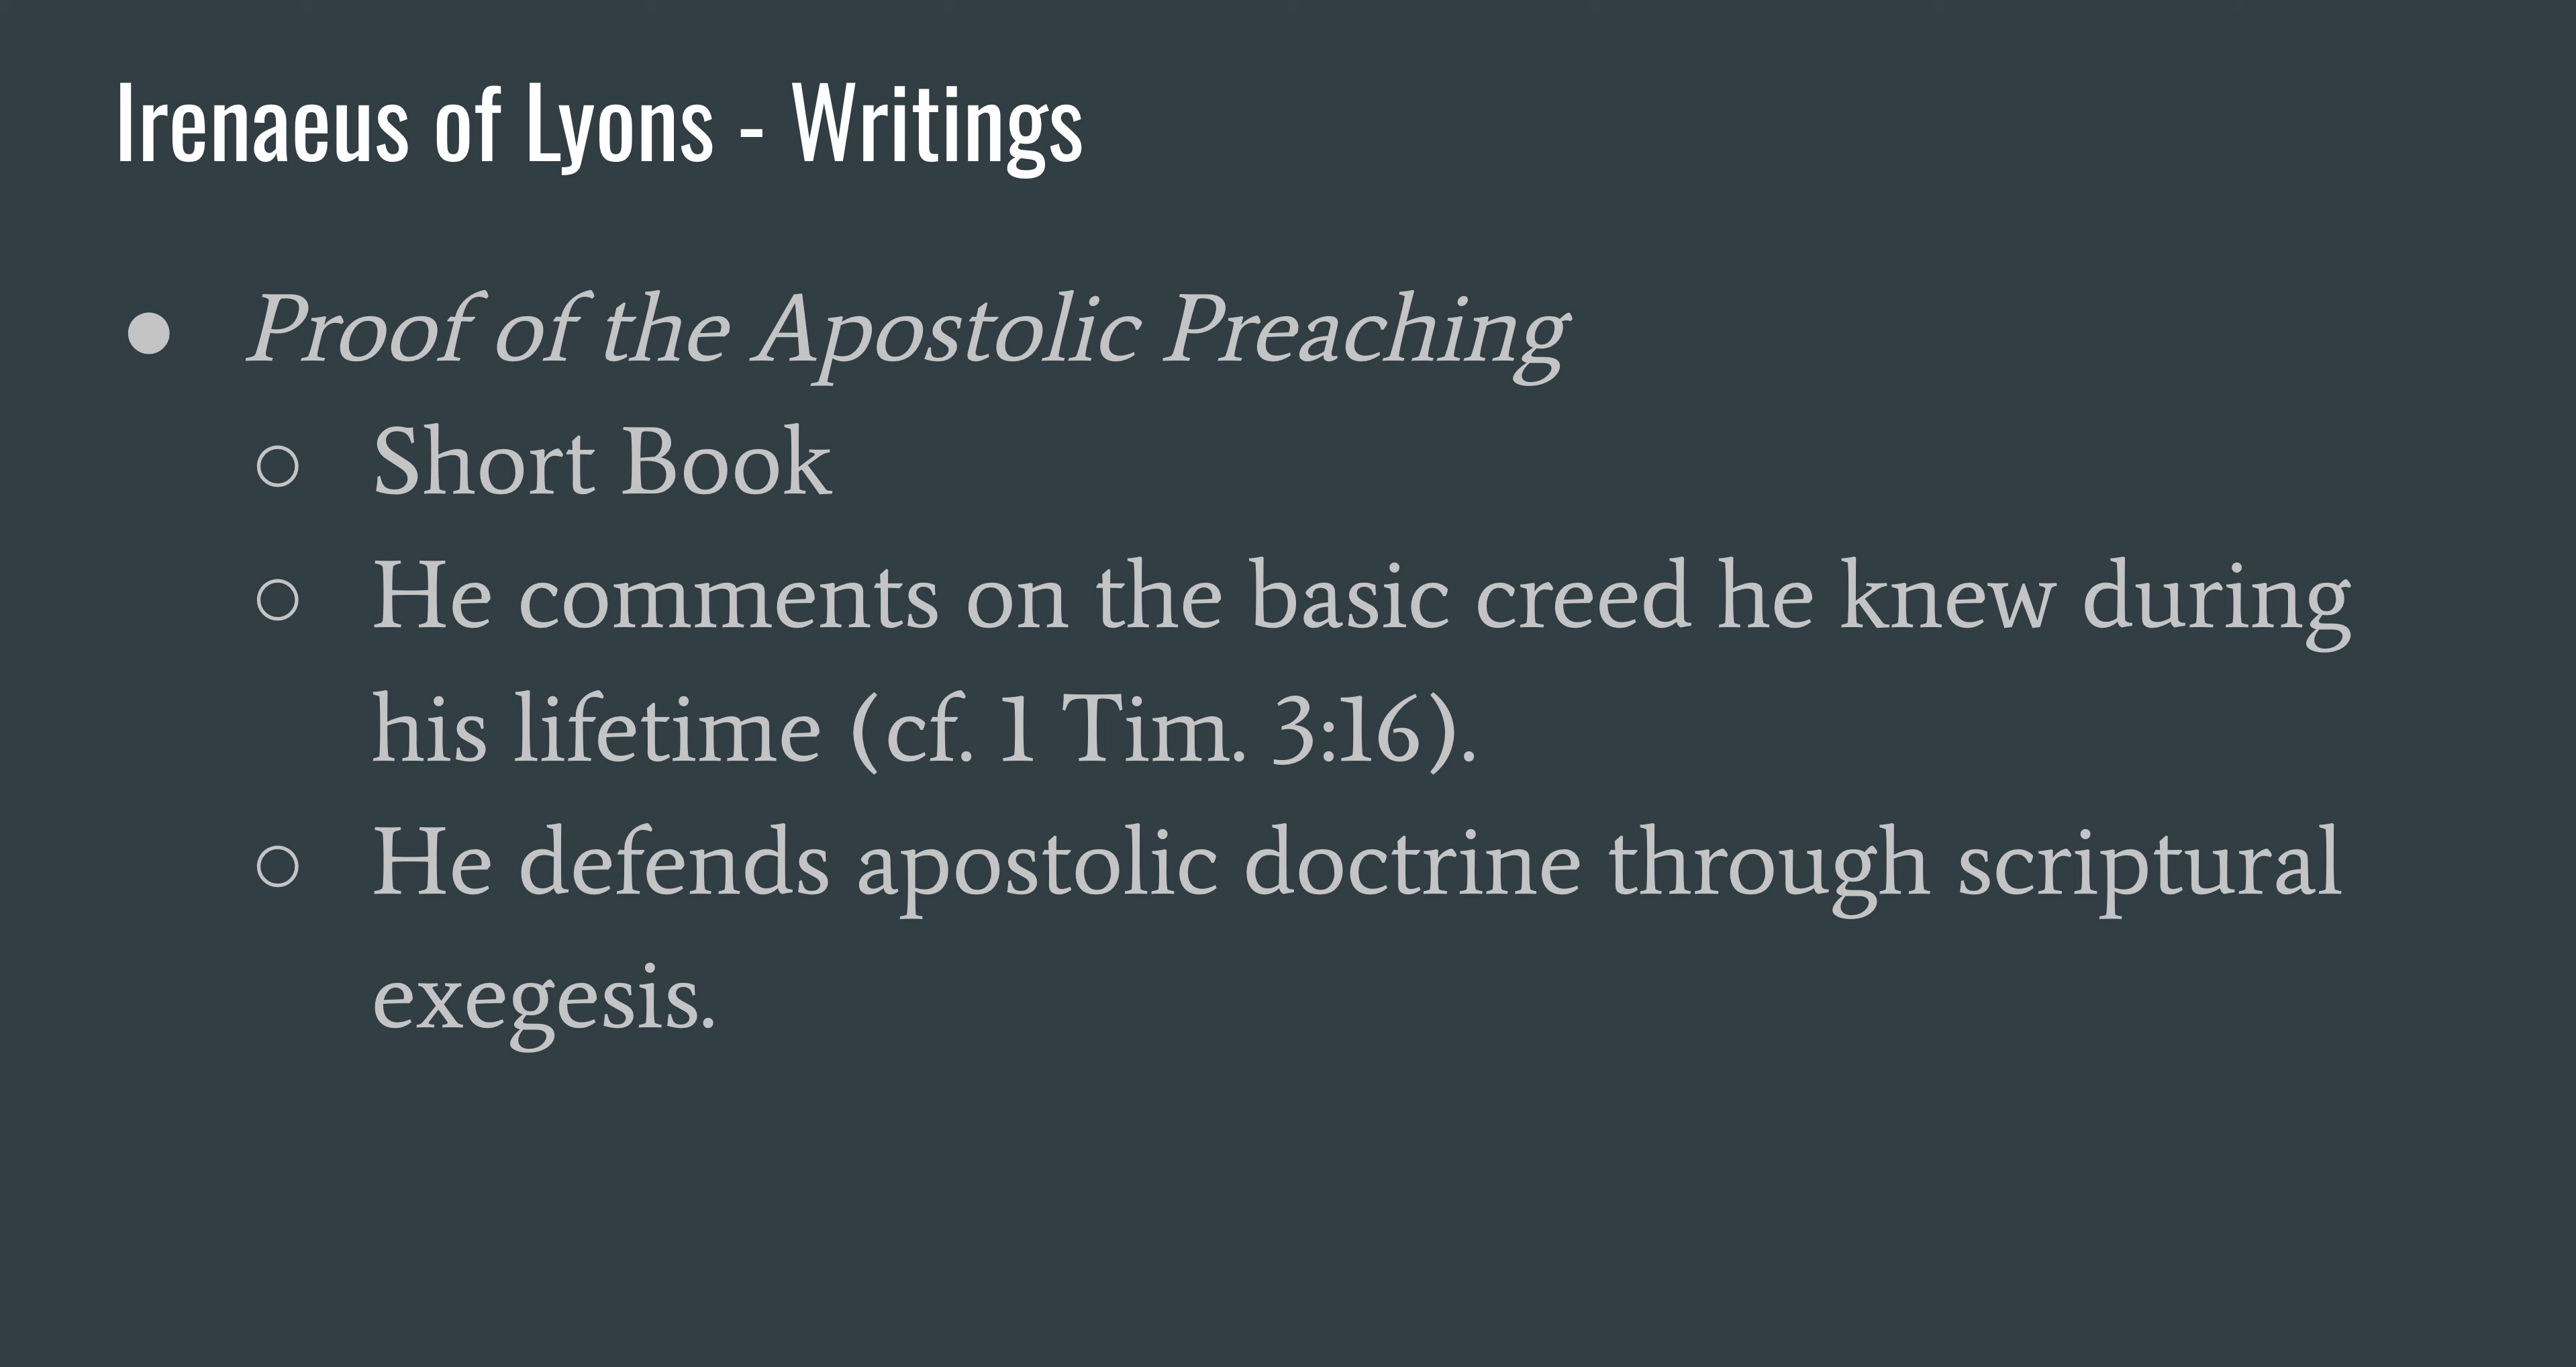 Irenaeus of Lyons - Writings
● Proof of the Apostolic Preaching
○ Short Book
○ He comments on the basic creed he knew during
his lifetime (cf. 1 Tim. 3:16).
○ He defends apostolic doctrine through scriptural
exegesis.